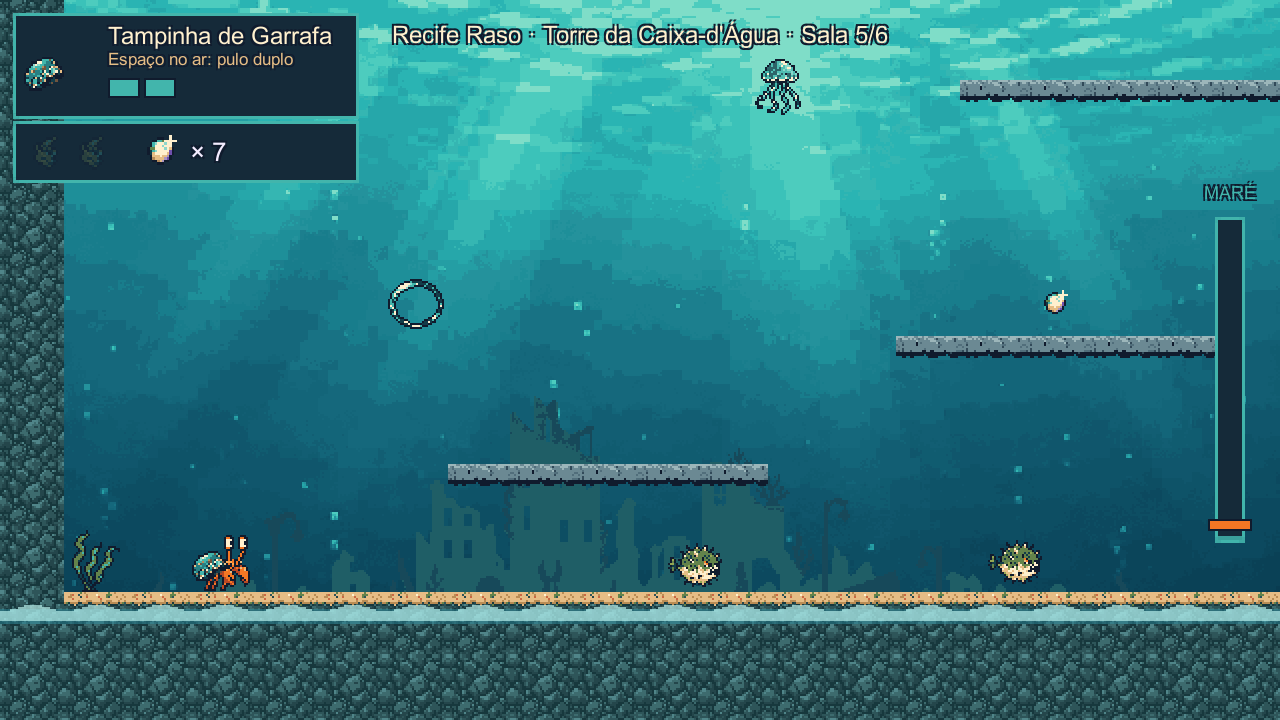 Tampinha de Garrafa
Espaço no ar: pulo duplo
× 7
Recife Raso · Torre da Caixa-d'Água · Sala 5/6
MARÉ